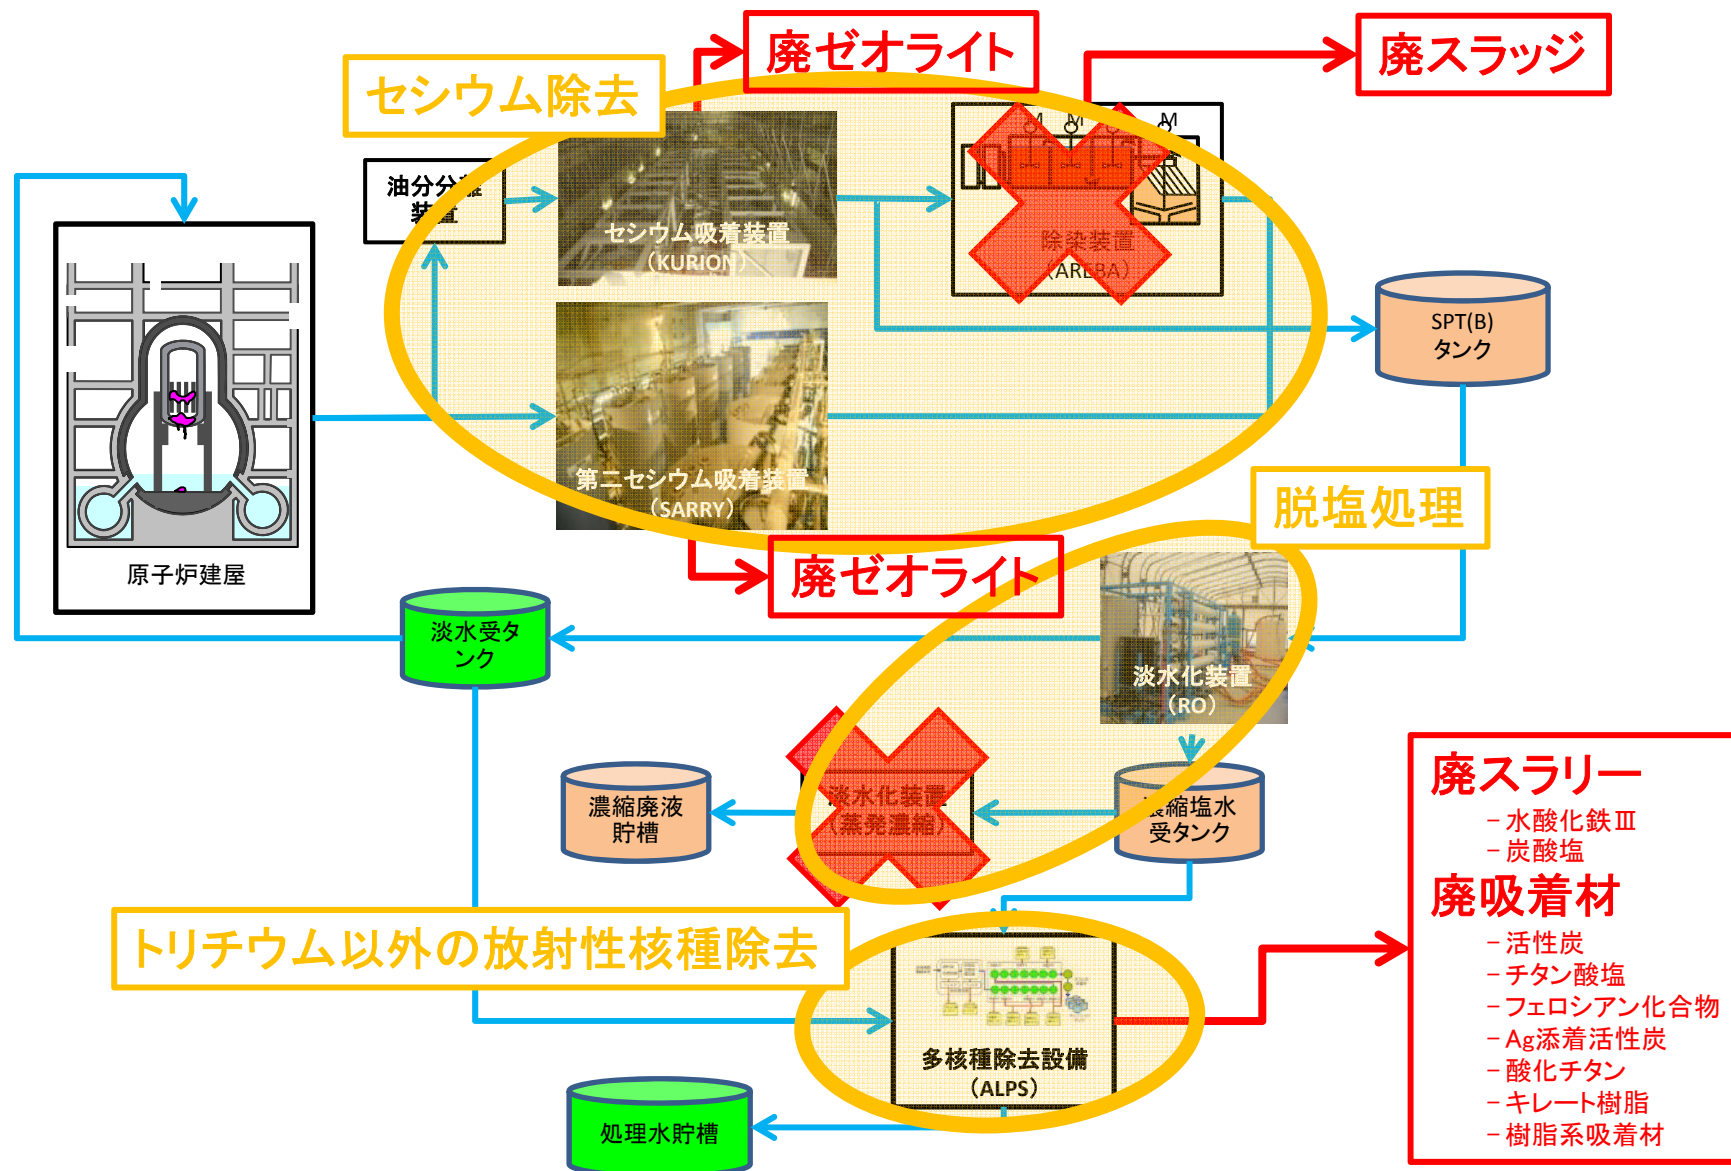 廃ゼオライト
廃スラッジ
セシウム除去
M M M
油分分離
装置
セシウム吸着装置
(KURION)
除染装置
(AREBA)
SPT(B)
タンク
第二セシウム吸着装置
(SARRY)
脱塩処理
原子炉建屋
廃ゼオライト
淡水受タ
ンク
淡水化装置
(RO)
濃縮廃液
貯槽
淡水化装置
(蒸発濃縮)
濃縮塩水
受タンク
廃スラリー
-水酸化鉄Ⅲ
-炭酸塩
廃吸着材
-活性炭
-チタン酸塩
-フェロシアン化合物
-Ag添着活性炭
-酸化チタン
-キレート樹脂
-樹脂系吸着材
トリチウム以外の放射性核種除去
多核種除去設備
(ALPS)
処理水貯槽